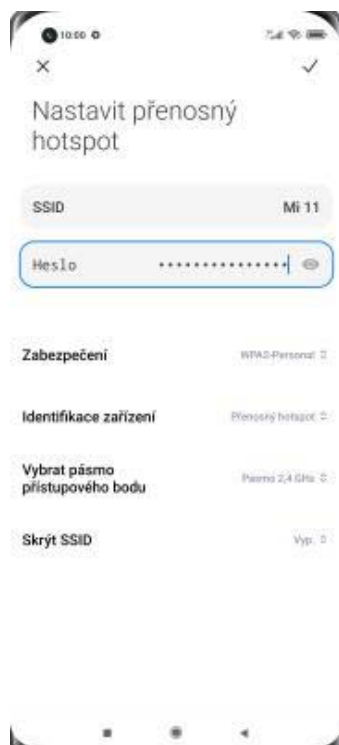 10:00
Nastavit přenosný
hotspot
SSID Mi 11
Heslo •••••••••••••••
Zabezpečení WPA2-Personal
Identifikace zařízení Přenosný hotspot
Vybrat pásmo
přístupového bodu Pásmo 2,4 GHz
Skrýt SSID Vyp.